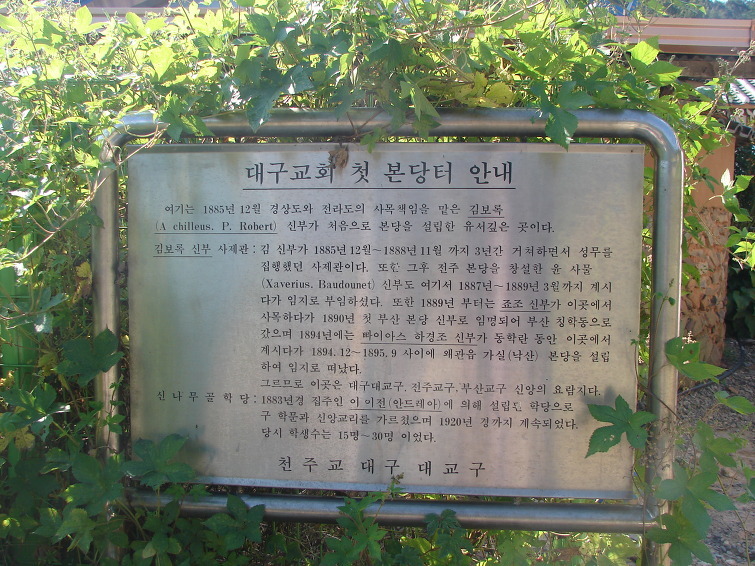 대구교회 첫 본당터 안내
여기는 1885년 12월 경상도와 전라도의 사목책임을 맡은 김보록
(A chilleus. P. Robert) 신부가 처음으로 본당을 설립한 유서깊은 곳이다.
김보록 신부 사제관 : 김 신부가 1885년 12월~1888년 11월 까지 3년간 거처하면서 성무를
집행했던 사제관이다. 또한 그후 전주 본당을 창설한 윤 사물
(Xaverius. Baudounet) 신부도 여기서 1887년~1889년 3월까지 계시
다가 임지로 부임하셨다. 또한 1889년 부터는 죠조 신부가 이곳에서
사목하다가 1890년 첫 부산 본당 신부로 임명되어 부산 청학동으로
갔으며 1894년에는 빠이아스 하경조 신부가 동학란 동안 이곳에서
계시다가 1894. 12~1895. 9 사이에 왜관읍 가실(낙산) 본당을 설립
하여 임지로 떠났다.
그르므로 이곳은 대구대교구, 전주교구, 부산교구 신앙의 요람지다.
신나무골학당 : 1883년경 집주인 이 이전(안드레아)에 의해 설립된 학당으로
구 학문과 신앙교리를 가르쳤으며 1920년 경까지 계속되었다.
당시 학생수는 15명~30명 이었다.
천주교 대구 대교구